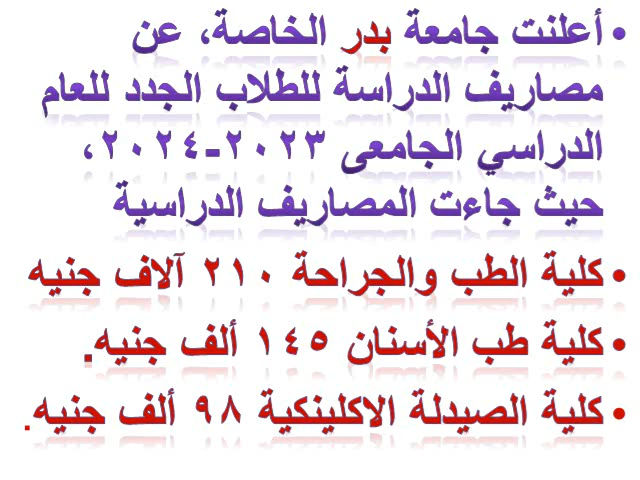 • أعلنت جامعة بدر الخاصة، عن
مصاريف الدراسة للطلاب الجدد للعام
الدراسي الجامعى ٢٠٢٣-٢٠٢٤،
حيث جاءت المصاريف الدراسية
• كلية الطب والجراحة ٢١٠ آلاف جنيه
• كلية طب الأسنان ١٤٥ ألف جنيه.
• كلية الصيدلة الاكلينكية ٩٨ ألف جنيه.